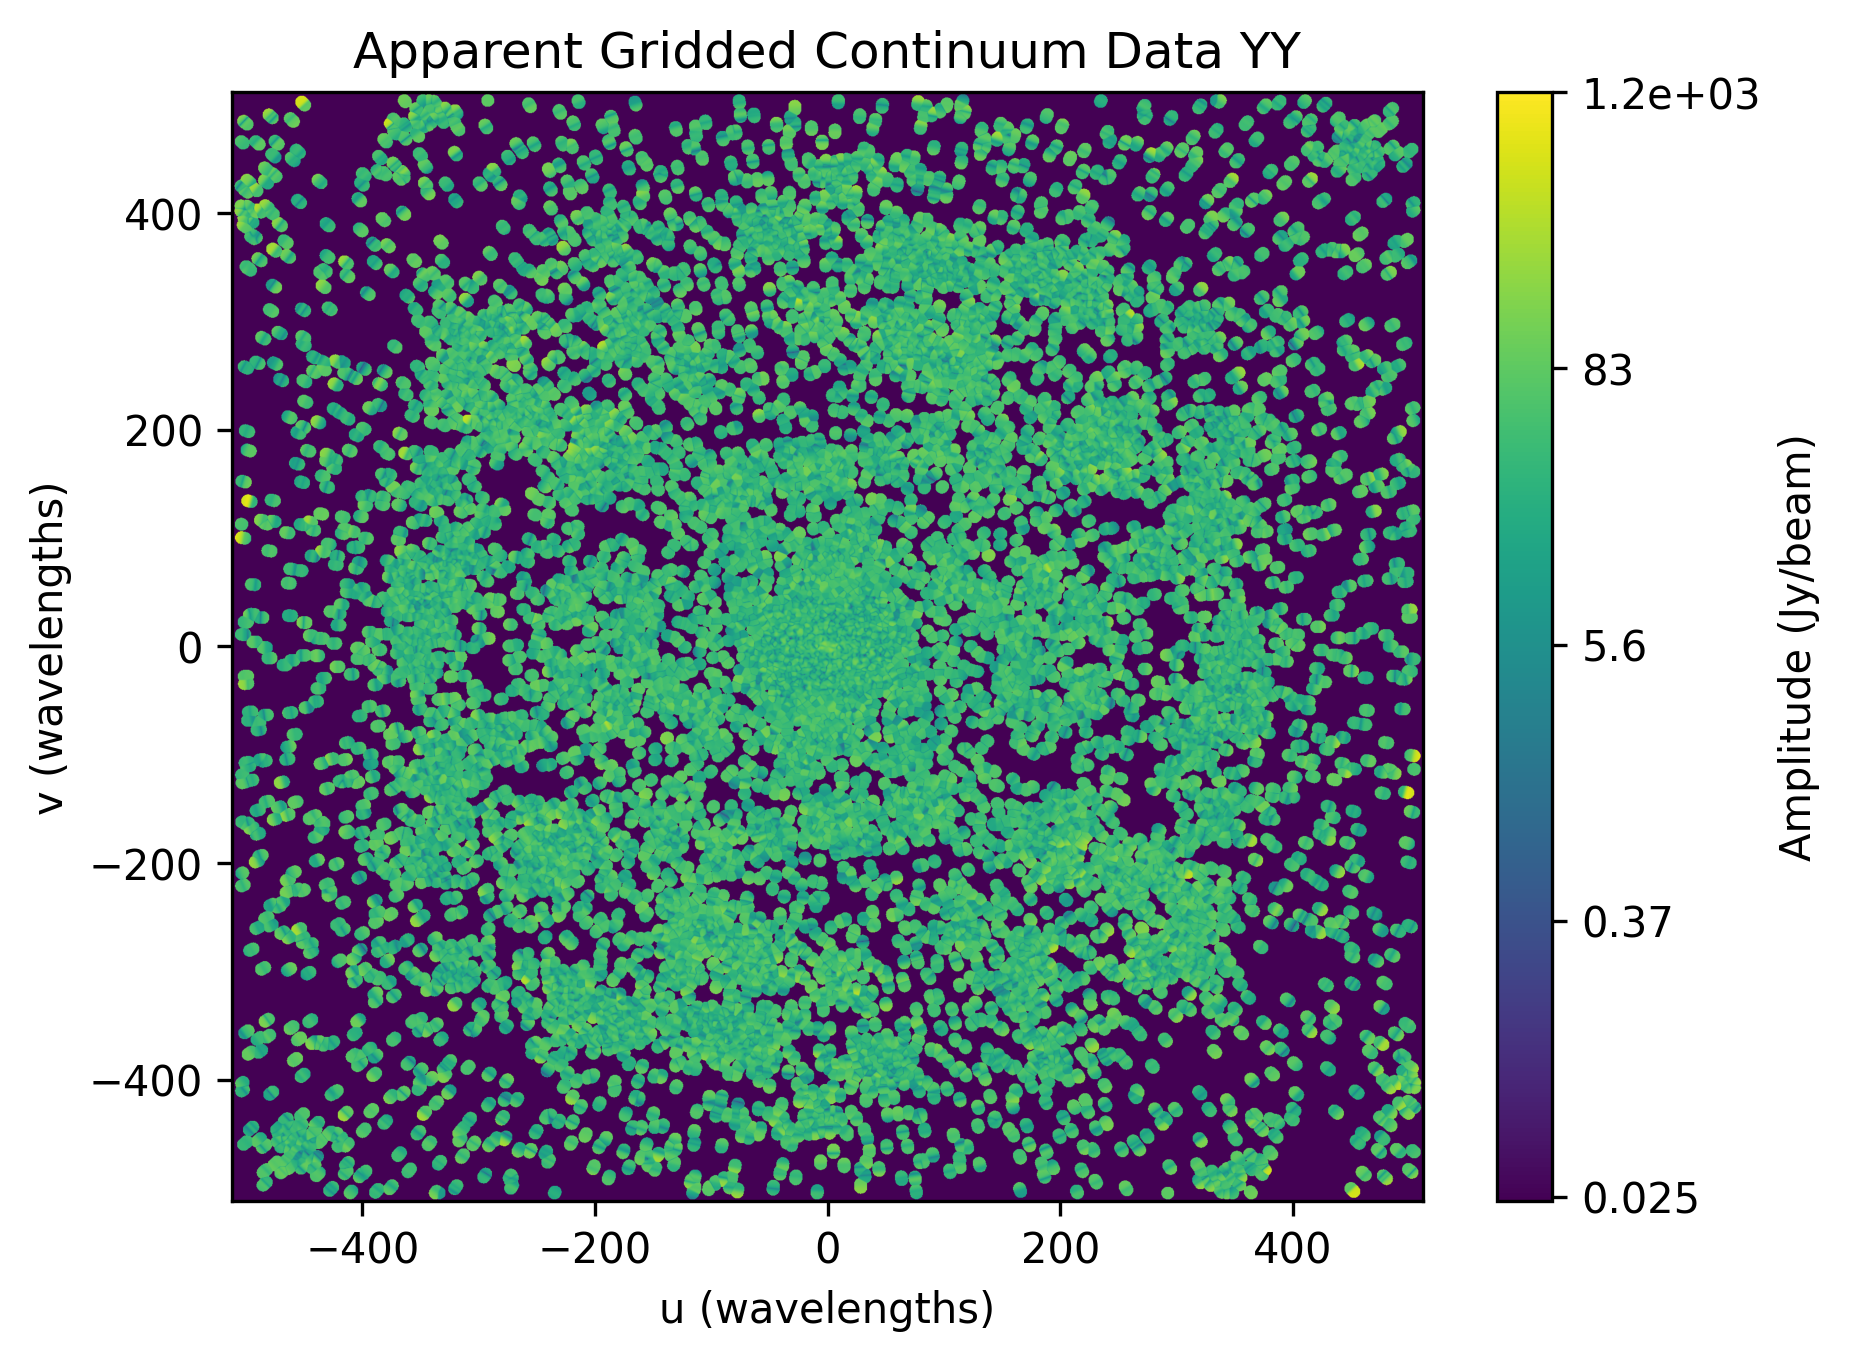 Apparent Gridded Continuum Data YY
1.2e+03
83
5.6
0.37
0.025
Amplitude (Jy/beam)
400
200
0
−200
−400
v (wavelengths)
−400 −200 0 200 400
u (wavelengths)